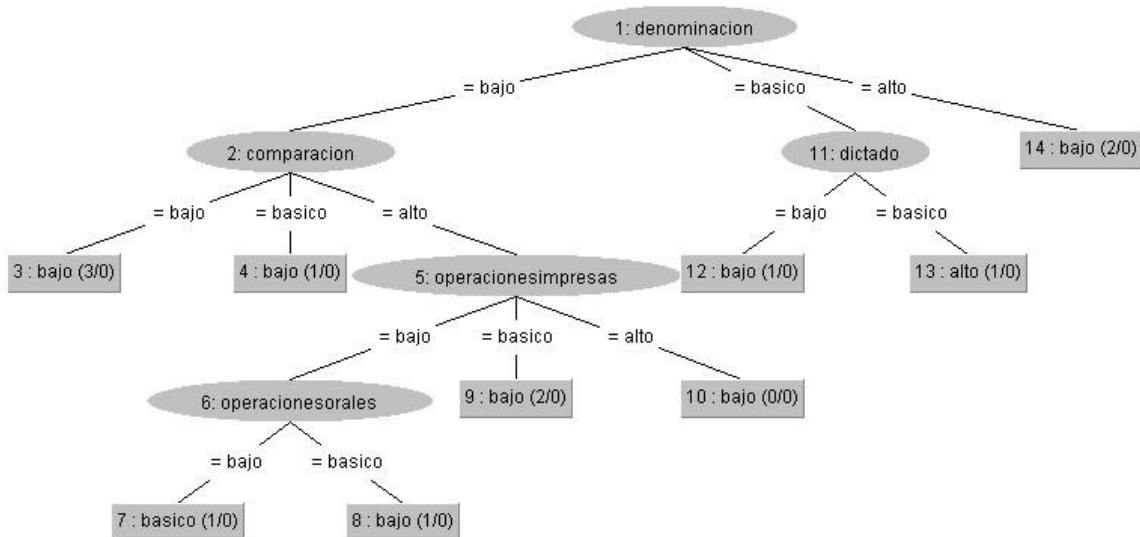 1: denominacion
= bajo
= basico
= alto
2: comparacion
11: dictado
14 : bajo (2/0)
= bajo
= basico
= alto
= bajo
= basico
3 : bajo (3/0)
4 : bajo (1/0)
5: operacionesimpresas
12 : bajo (1/0)
13 : alto (1/0)
= bajo
= basico
= alto
6: operacionesorales
9 : bajo (2/0)
10 : bajo (0/0)
= bajo
= basico
7 : basico (1/0)
8 : bajo (1/0)